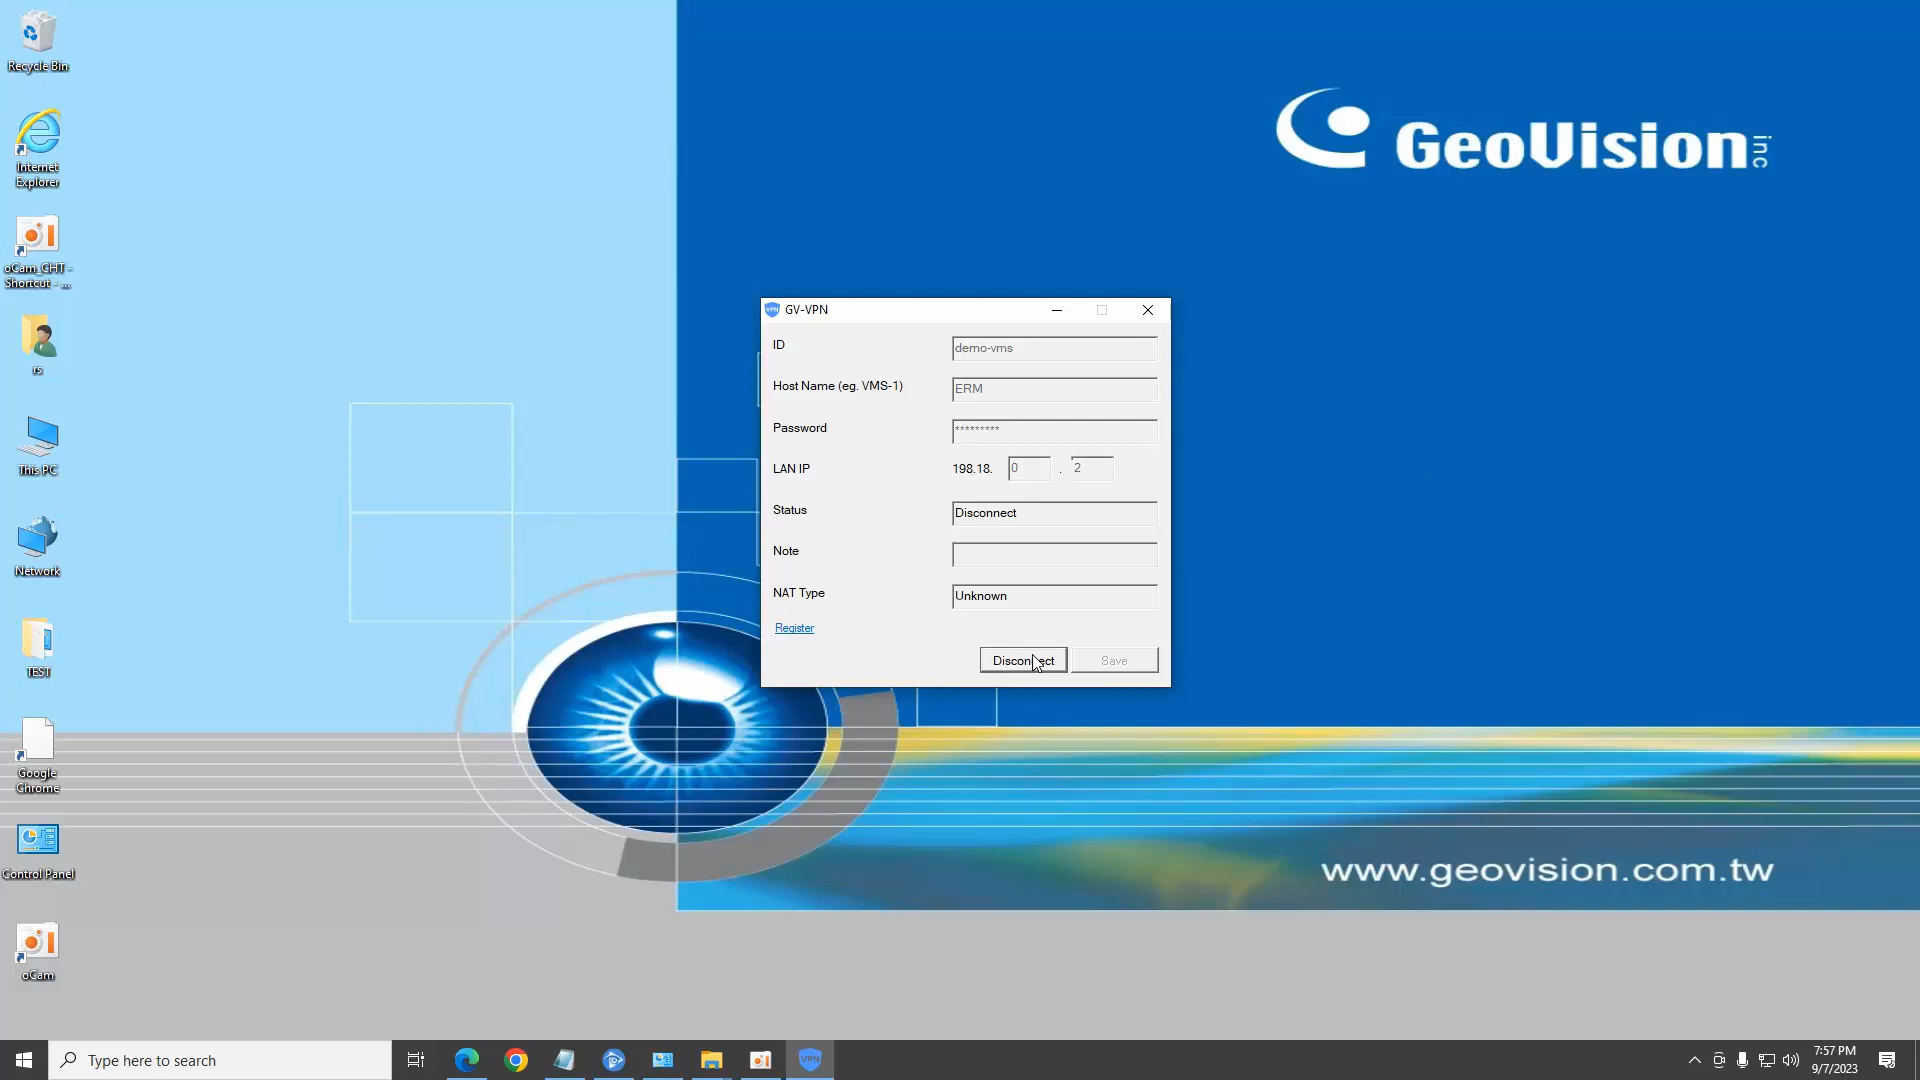 Recycle Bin
Internet
Explorer
oCam_CHT -
Shortcut - ...
rs
This PC
Network
TEST
Google
Chrome
Control Panel
oCam
GeoVision inc
GV-VPN
ID
demo-vms
Host Name (eg. VMS-1)
ERM
Password
*********
LAN IP
198.18. 0 . 2
Status
Disconnect
Note
NAT Type
Unknown
Register
Disconnect
Save
www.geovision.com.tw
Type here to search
VPN
7:57 PM
9/7/2023